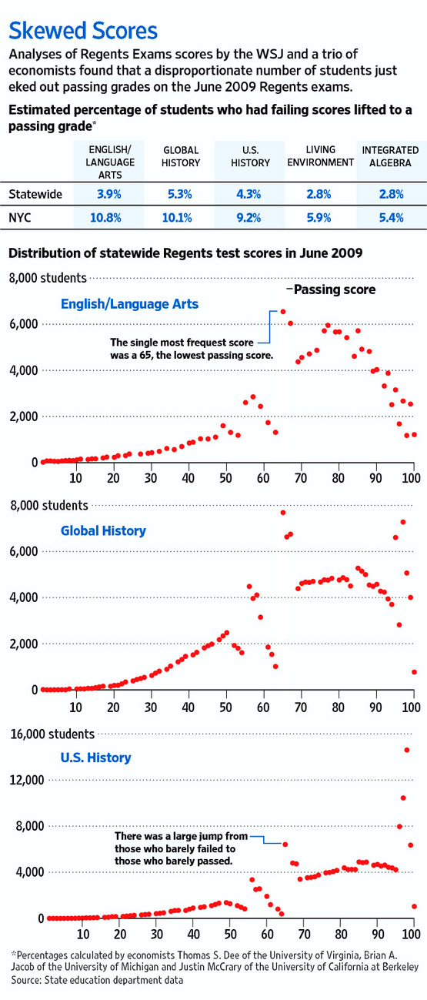 Skewed Scores
Analyses of Regents Exams scores by the WSJ and a trio of
economists found that a disproportionate number of students just
eked out passing grades on the June 2009 Regents exams.
Estimated percentage of students who had failing scores lifted to a
passing grade*
ENGLISH/ LANGUAGE ARTS GLOBAL HISTORY U.S. HISTORY LIVING ENVIRONMENT INTEGRATED ALGEBRA
Statewide 3.9% 5.3% 4.3% 2.8% 2.8%
NYC 10.8% 10.1% 9.2% 5.9% 5.4%
Distribution of statewide Regents test scores in June 2009
8,000 students
Passing score
English/Language Arts
6,000
The single most frequest score
was a 65, the lowest passing score.
4,000
2,000
0
10 20 30 40 50 60 70 80 90 100
8,000 students
Global History
6,000
4,000
2,000
0
10 20 30 40 50 60 70 80 90 100
16,000 students
U.S. History
12,000
8,000
There was a large jump from
those who barely failed to
those who barely passed.
4,000
0
10 20 30 40 50 60 70 80 90 100
*Percentages calculated by economists Thomas S. Dee of the University of Virginia, Brian A.
Jacob of the University of Michigan and Justin McCrary of the University of California at Berkeley
Source: State education department data